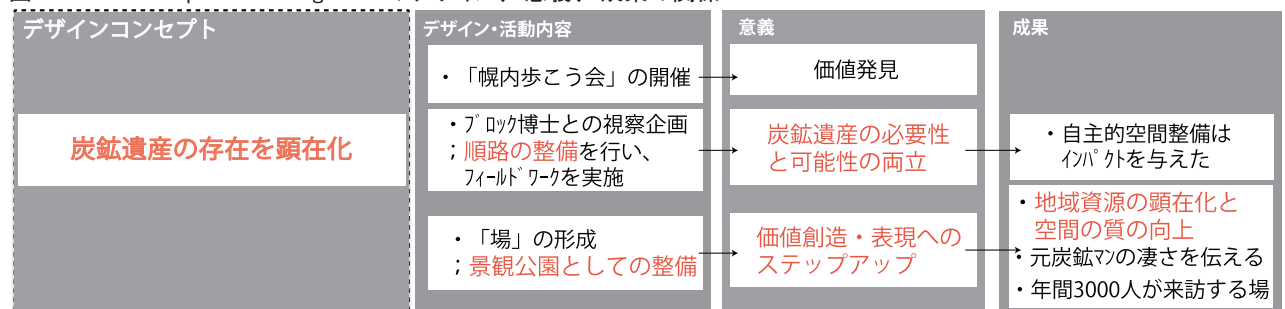 デザインコンセプト
炭鉱遺産の存在を顕在化
デザイン・活動内容
・「幌内歩こう会」の開催
・ブロック博士との視察企画
；順路の整備を行い、
フィールドワークを実施
・「場」の形成
；景観公園としての整備
意義
価値発見
炭鉱遺産の必要性
と可能性の両立
価値創造・表現への
ステップアップ
成果
・自主的空間整備は
インパクトを与えた
・地域資源の顕在化と
空間の質の向上
・元炭鉱マンの凄さを伝える
・年間3000人が来訪する場